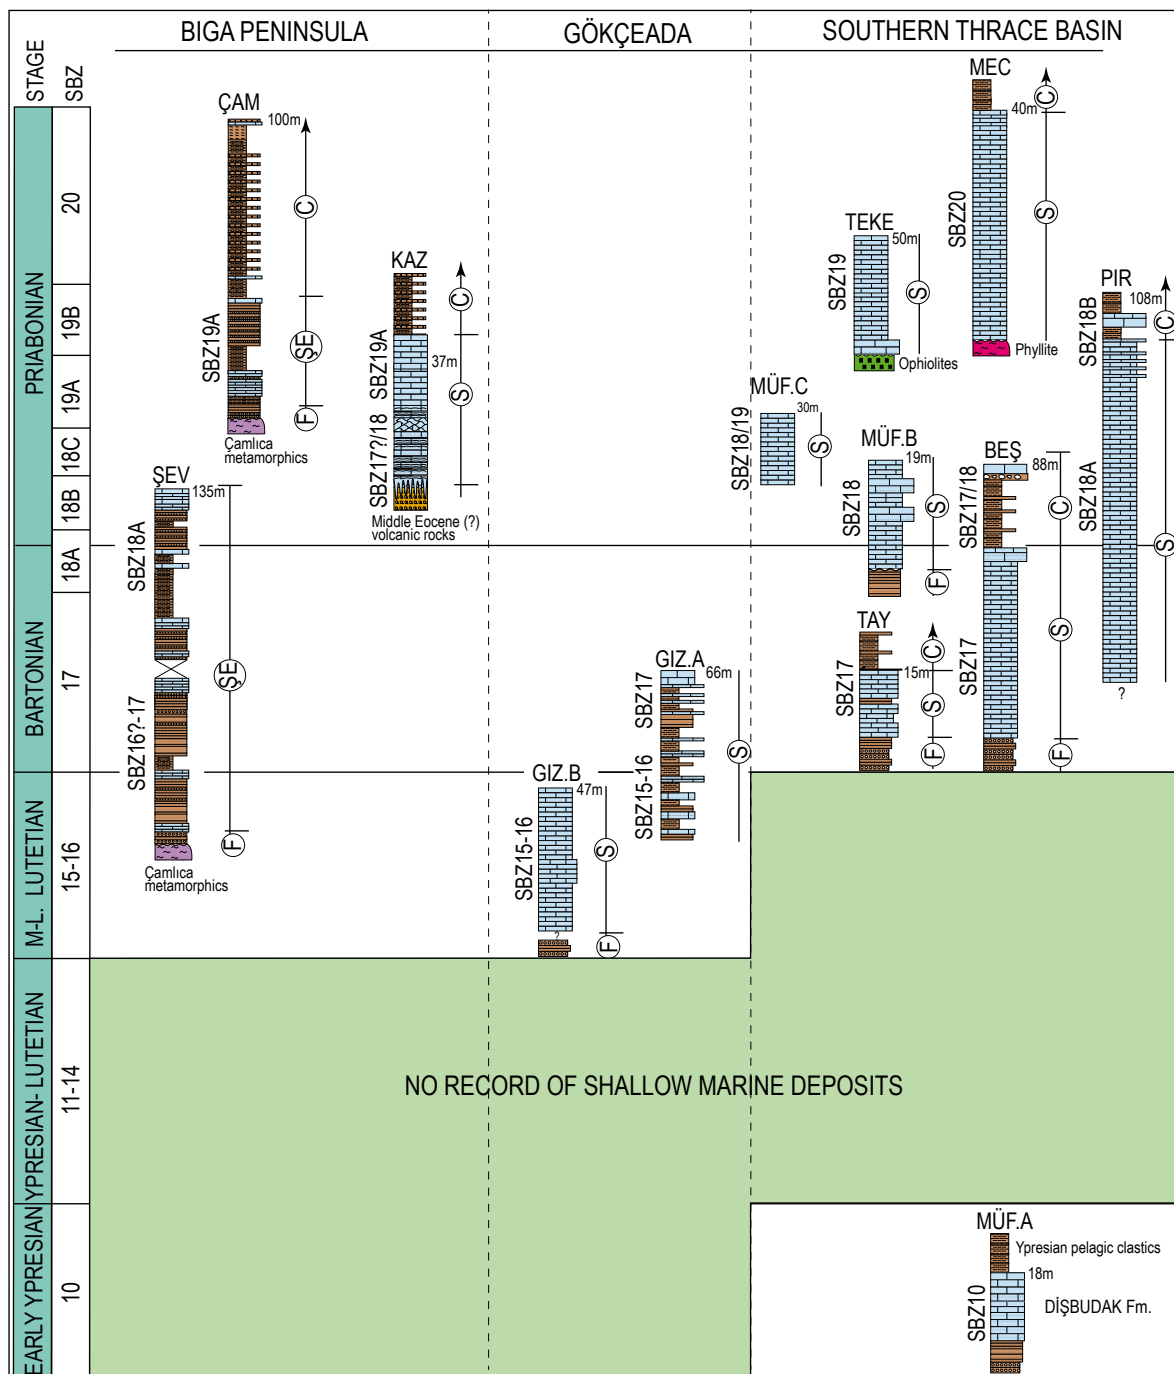 STAGE
SBZ
BIGA PENINSULA
GÖKÇEADA
SOUTHERN THRACE BASIN
PRIABONIAN
BARTONIAN
M-L. LUTETIAN
YPRESIAN- LUTETIAN
EARLY YPRESIAN
20
19B
19A
18C
18B
18A
17
15-16
11-14
10
ÇAM
100m
SBZ19A
C
ŞE
F
Çamlıca
metamorphics
KAZ
37m
SBZ19A
SBZ17?/18
C
S
Middle Eocene (?)
volcanic rocks
ŞEV
135m
SBZ18A
SBZ16?-17
ŞE
F
Çamlıca
metamorphics
GIZ.B
47m
SBZ15-16
S
?
F
GIZ.A
66m
SBZ17
SBZ15-16
S
MEC
40m
SBZ20
C
S
Phyllite
TEKE
50m
SBZ19
S
Ophiolites
PIR
108m
SBZ18B
SBZ18A
C
S
?
MÜF.C
30m
SBZ18/19
S
MÜF.B
19m
SBZ18
S
F
BEŞ
88m
SBZ17/18
SBZ17
C
S
F
TAY
15m
SBZ17
C
S
F
NO RECORD OF SHALLOW MARINE DEPOSITS
MÜF.A
Ypresian pelagic clastics
18m
SBZ10
DİŞBUDAK Fm.